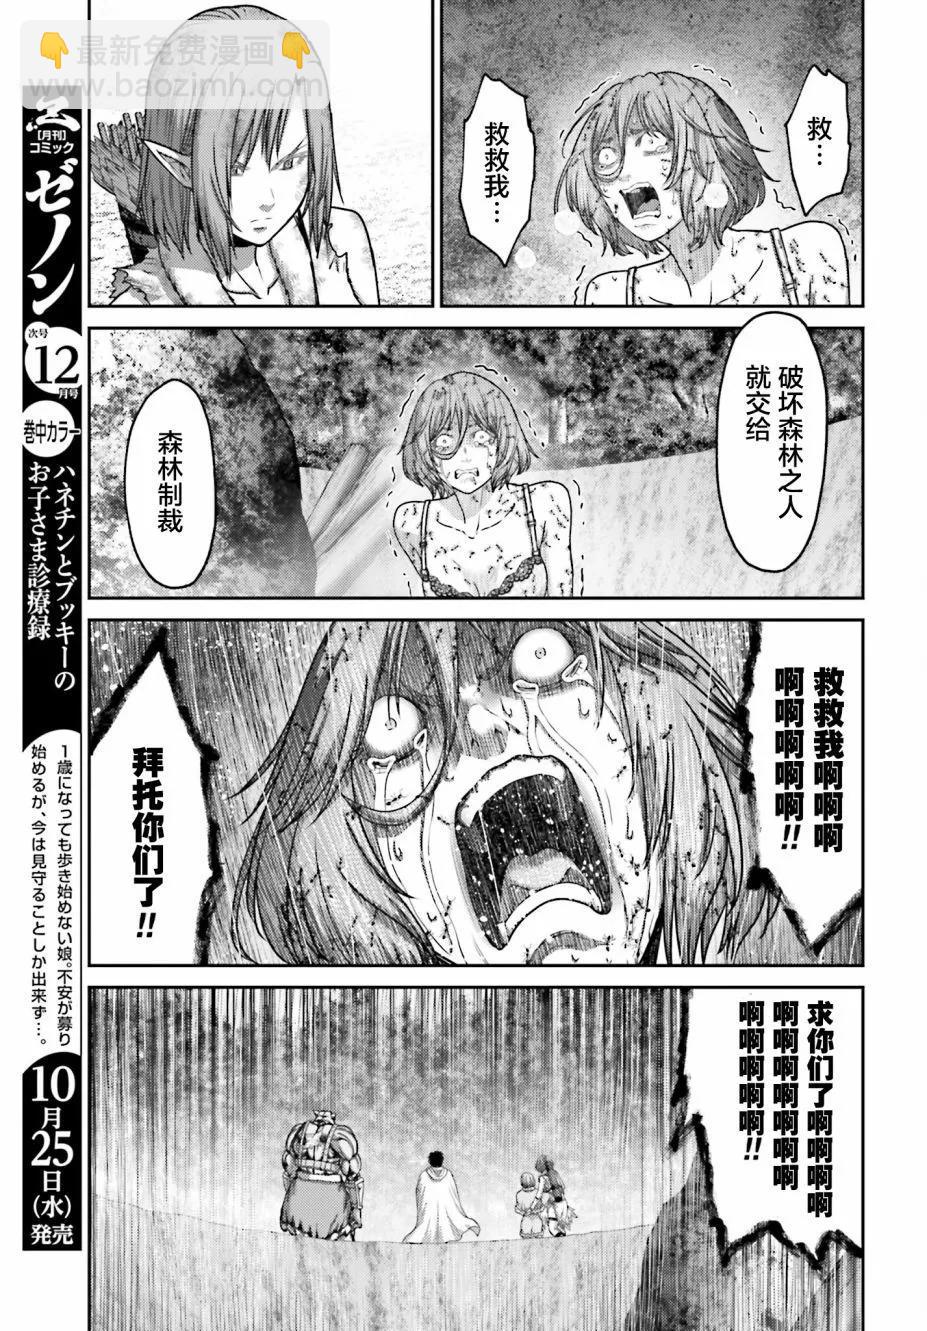 最新免费漫画
baozimh.com
救…
救救我…
破坏森林之人
就交给
森林制裁
救救我啊啊啊
啊啊啊啊啊!!
拜托你们了!!
求你们了啊啊啊啊
啊啊啊啊啊啊啊
啊啊啊啊啊啊!!
[月刊]
コミック
ゼノン
次号
12
月号
巻中カラー
ハネチンとブッキーの
お子さま診療録
1歳になっても歩き始めない娘。不安が募り
始めるが、今は見守ることしか出来ず…。
10月25日(水)
発売